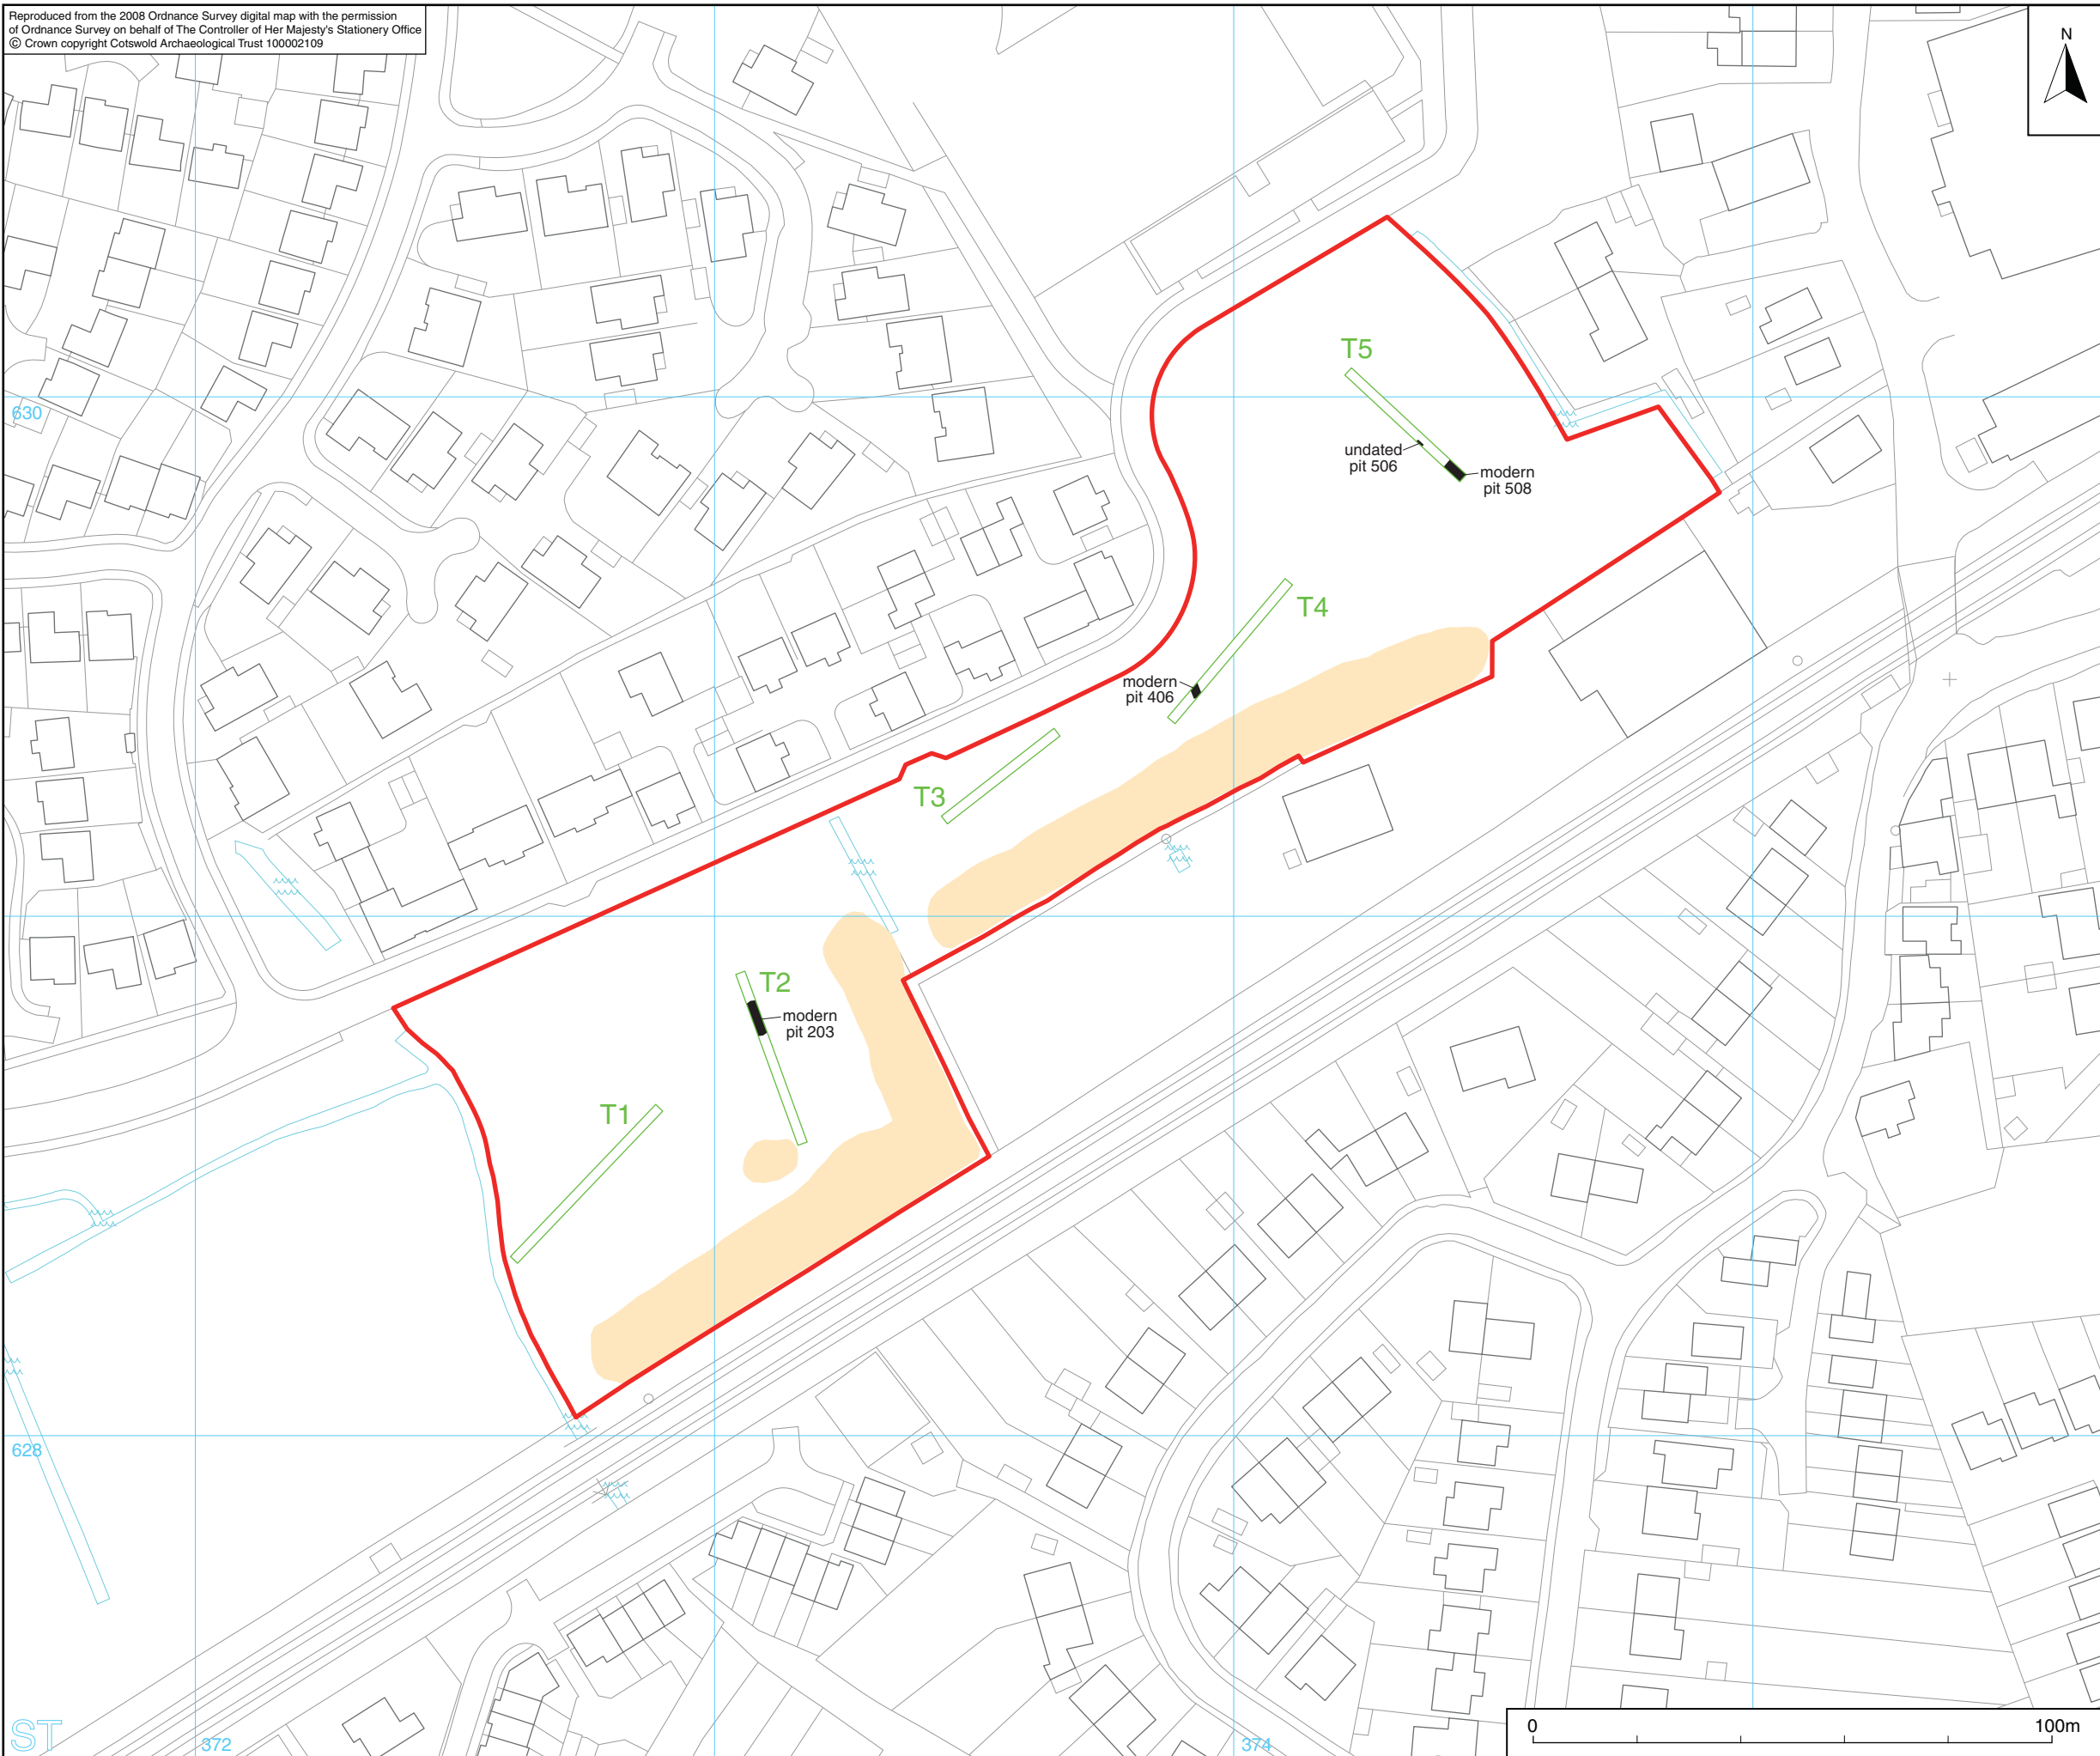 Reproduced from the 2008 Ordnance Survey digital map with the permission
of Ordnance Survey on behalf of The Controller of Her Majesty's Stationery Office
© Crown copyright Cotswold Archaeological Trust 100002109
N
T5
630
undated
pit 506
modern
pit 508
T4
modern
pit 406
T3
T2
modern
pit 203
T1
628
ST
372
374
0
100m